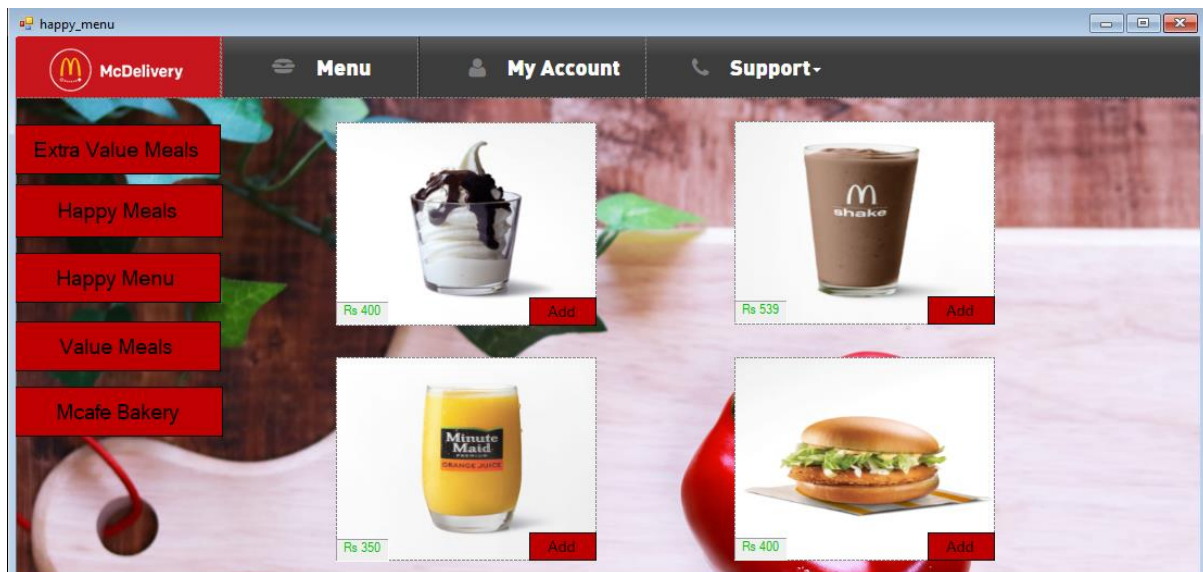 happy_menu
McDelivery
Menu
My Account
Support
Extra Value Meals
Happy Meals
Happy Menu
Value Meals
Mcafe Bakery
M
shake
Rs 400
Add
Rs 539
Add
Minute
Maid
PREMIUM
ORANGE JUICE
Rs 350
Add
Rs 400
Add